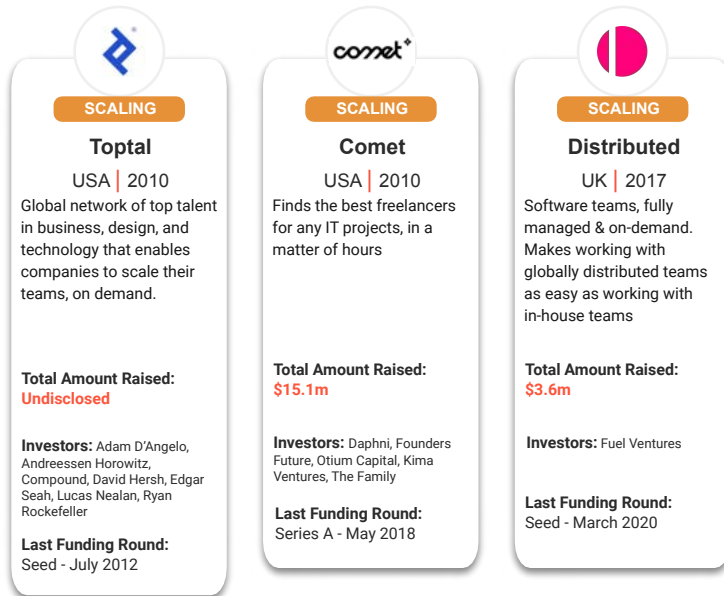 SCALING
Toptal
USA | 2010
Global network of top talent
in business, design, and
technology that enables
companies to scale their
teams, on demand.
Total Amount Raised:
Undisclosed
Investors: Adam D'Angelo,
Andreessen Horowitz,
Compound, David Hersh, Edgar
Seah, Lucas Nealan, Ryan
Rockefeller
Last Funding Round:
Seed - July 2012
comet
SCALING
Comet
USA | 2010
Finds the best freelancers
for any IT projects, in a
matter of hours
Total Amount Raised:
$15.1m
Investors: Daphni, Founders
Future, Otium Capital, Kima
Ventures, The Family
Last Funding Round:
Series A - May 2018
SCALING
Distributed
UK | 2017
Software teams, fully
managed & on-demand.
Makes working with
globally distributed teams
as easy as working with
in-house teams
Total Amount Raised:
$3.6m
Investors: Fuel Ventures
Last Funding Round:
Seed - March 2020